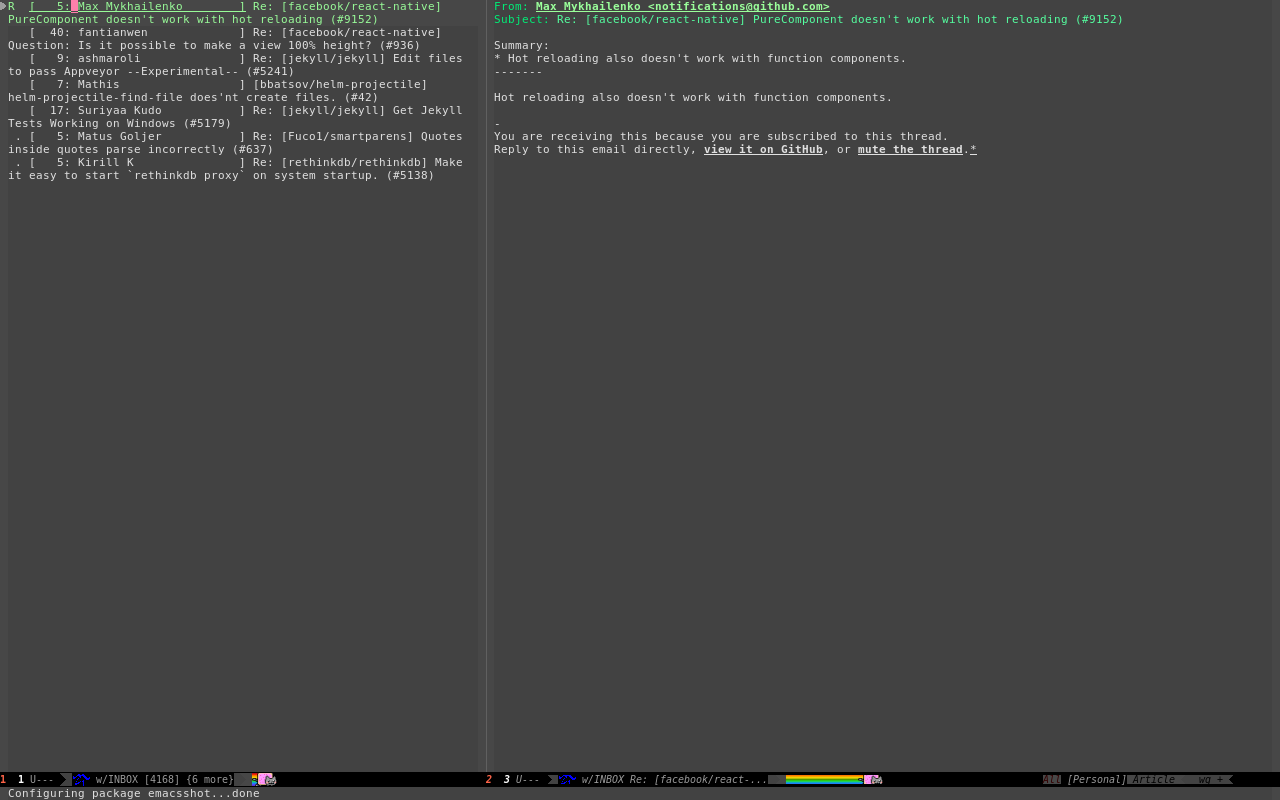 R  [   5: Max Mykhailenko        ] Re: [facebook/react-native]
PureComponent doesn't work with hot reloading (#9152)
   [  40: fantianwen             ] Re: [facebook/react-native]
Question: Is it possible to make a view 100% height? (#936)
   [   9: ashmaroli              ] Re: [jekyll/jekyll] Edit files
to pass Appveyor --Experimental-- (#5241)
   [   7: Mathis                 ] [bbatsov/helm-projectile]
helm-projectile-find-file does'nt create files. (#42)
   [  17: Suriyaa Kudo           ] Re: [jekyll/jekyll] Get Jekyll
Tests Working on Windows (#5179)
 . [   5: Matus Goljer           ] Re: [Fuco1/smartparens] Quotes
inside quotes parse incorrectly (#637)
 . [   5: Kirill K               ] Re: [rethinkdb/rethinkdb] Make
it easy to start `rethinkdb proxy` on system startup. (#5138)
From: Max Mykhailenko <notifications@github.com>
Subject: Re: [facebook/react-native] PureComponent doesn't work with hot reloading (#9152)
Summary:
* Hot reloading also doesn't work with function components.
-------
Hot reloading also doesn't work with function components.
-
You are receiving this because you are subscribed to this thread.
Reply to this email directly, view it on GitHub, or mute the thread.*
1  1 U---  w/INBOX [4168] {6 more}
2  3 U---  w/INBOX Re: [facebook/react-...  All [Personal] Article  wg +
Configuring package emacsshot...done